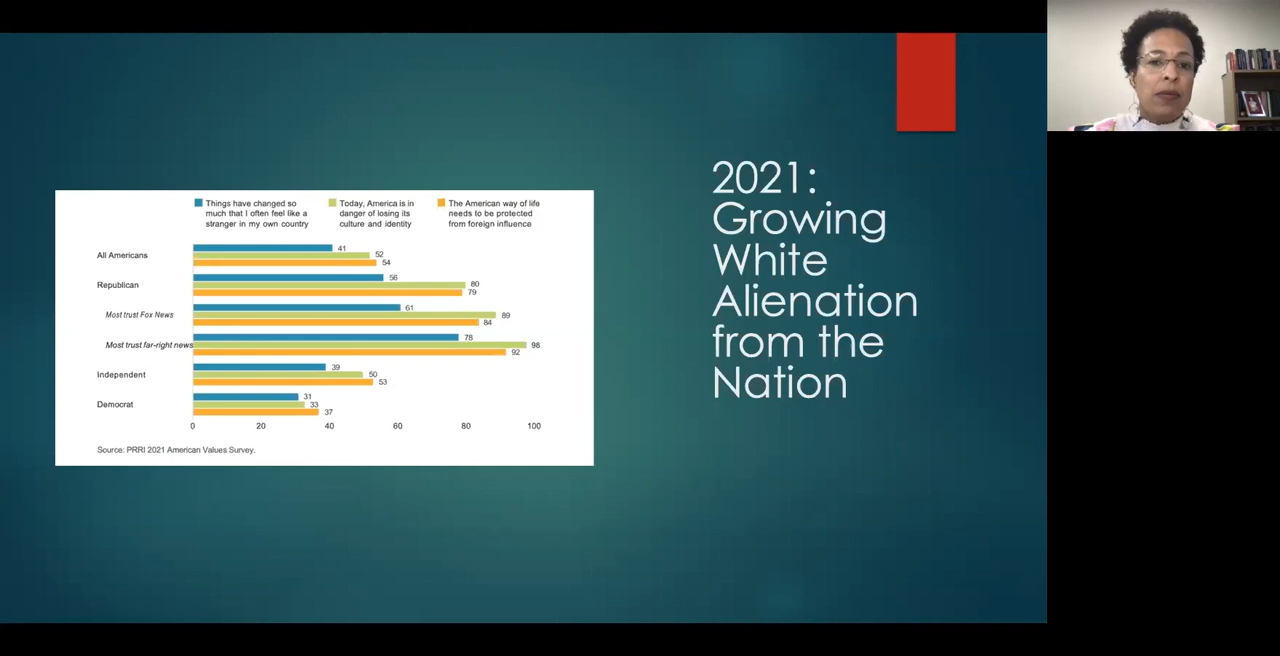 Things have changed so
much that I often feel like a
stranger in my own country
Today, America is in
danger of losing its
culture and identity
The American way of life
needs to be protected
from foreign influence
All Americans
41
52
54
Republican
56
80
79
Most trust Fox News
61
89
84
Most trust far-right news
78
98
92
Independent
39
50
53
Democrat
31
33
37
0 20 40 60 80 100
Source: PRRI 2021 American Values Survey.
2021:
Growing
White
Alienation
from the
Nation